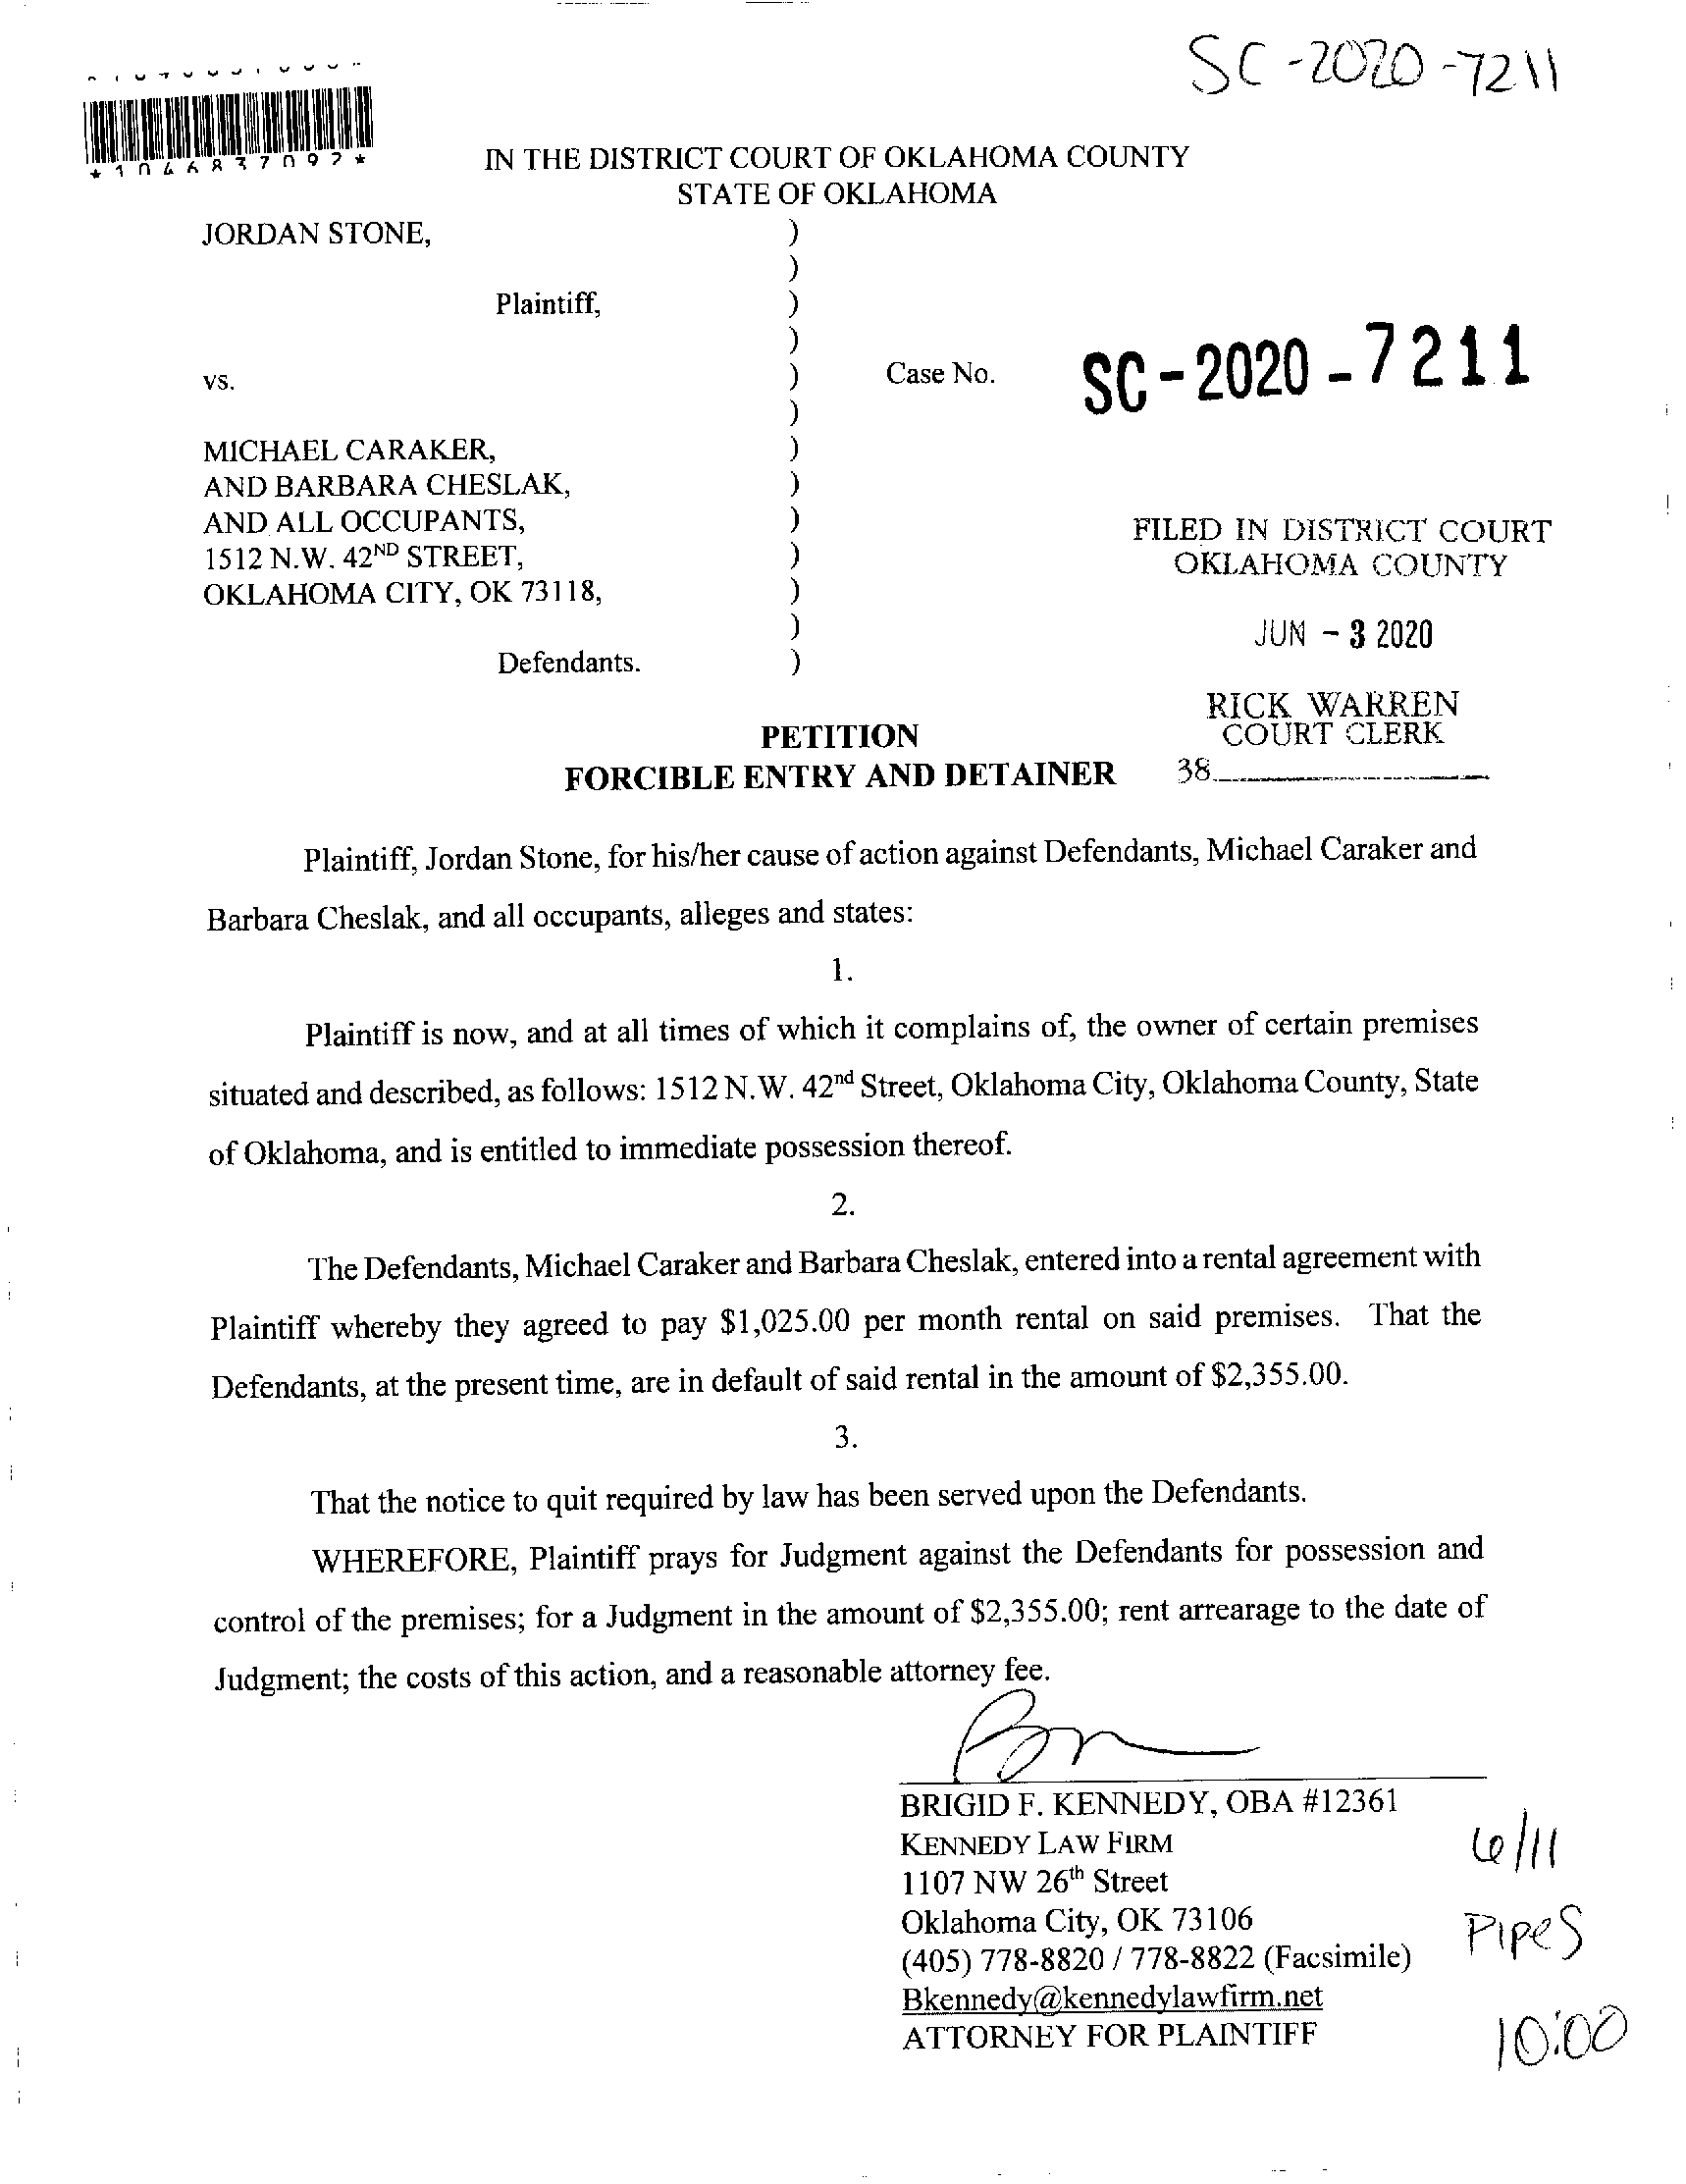 SC-2020-7211
*1046837092*
IN THE DISTRICT COURT OF OKLAHOMA COUNTY
STATE OF OKLAHOMA
JORDAN STONE, )
)
Plaintiff, )
)
vs. ) Case No. SC-2020-7211
)
MICHAEL CARAKER, )
AND BARBARA CHESLAK, )
AND ALL OCCUPANTS, )
1512 N.W. 42ND STREET, )
OKLAHOMA CITY, OK 73118, )
)
Defendants. )
FILED IN DISTRICT COURT
OKLAHOMA COUNTY
JUN - 3 2020
RICK WARREN
COURT CLERK
38
PETITION
FORCIBLE ENTRY AND DETAINER
Plaintiff, Jordan Stone, for his/her cause of action against Defendants, Michael Caraker and
Barbara Cheslak, and all occupants, alleges and states:
1.
Plaintiff is now, and at all times of which it complains of, the owner of certain premises
situated and described, as follows: 1512 N.W. 42nd Street, Oklahoma City, Oklahoma County, State
of Oklahoma, and is entitled to immediate possession thereof.
2.
The Defendants, Michael Caraker and Barbara Cheslak, entered into a rental agreement with
Plaintiff whereby they agreed to pay $1,025.00 per month rental on said premises. That the
Defendants, at the present time, are in default of said rental in the amount of $2,355.00.
3.
That the notice to quit required by law has been served upon the Defendants.
WHEREFORE, Plaintiff prays for Judgment against the Defendants for possession and
control of the premises; for a Judgment in the amount of $2,355.00; rent arrearage to the date of
Judgment; the costs of this action, and a reasonable attorney fee.
BRIGID F. KENNEDY, OBA #12361
KENNEDY LAW FIRM
1107 NW 26th Street
Oklahoma City, OK 73106
(405) 778-8820 / 778-8822 (Facsimile)
Bkennedy@kennedylawfirm.net
ATTORNEY FOR PLAINTIFF
6/11
Pipes
10:00